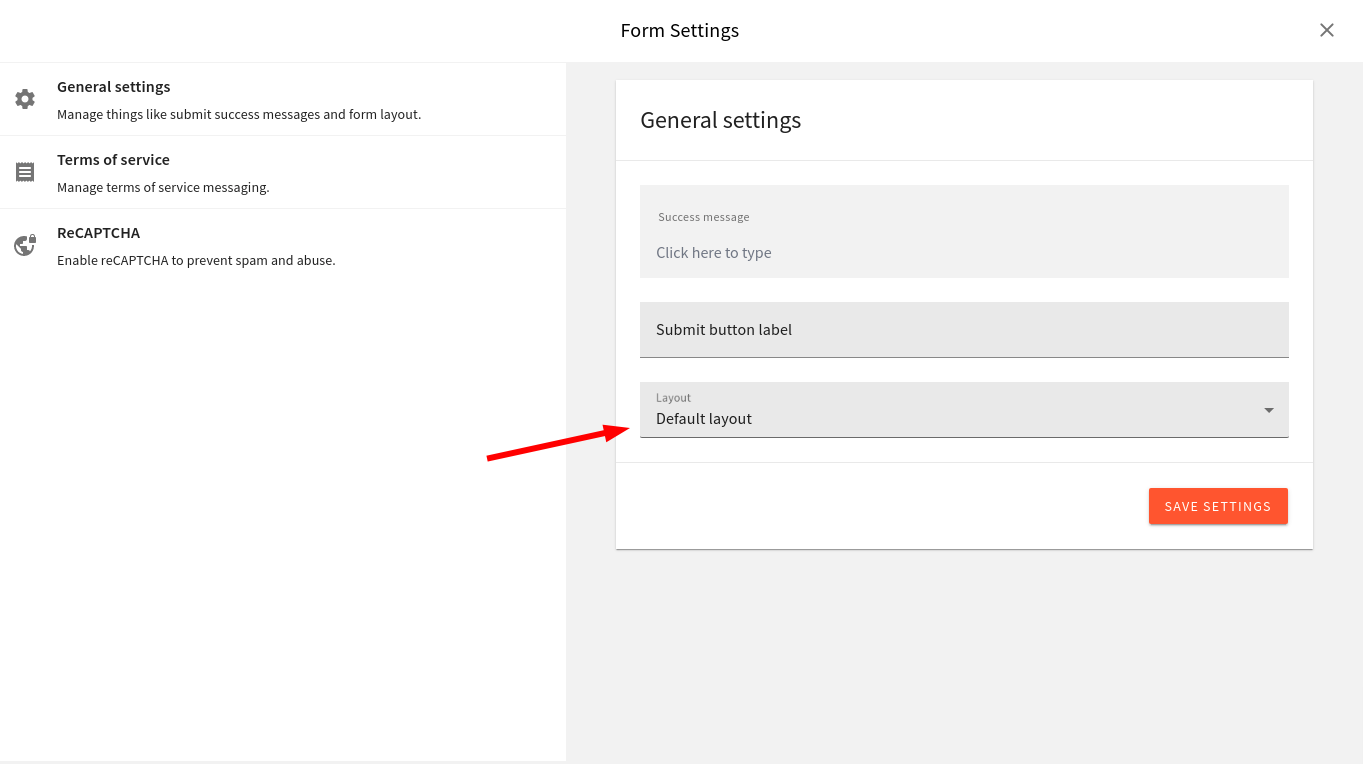 Form Settings
General settings
Manage things like submit success messages and form layout.
Terms of service
Manage terms of service messaging.
ReCAPTCHA
Enable reCAPTCHA to prevent spam and abuse.
General settings
Success message
Click here to type
Submit button label
Layout
Default layout
SAVE SETTINGS